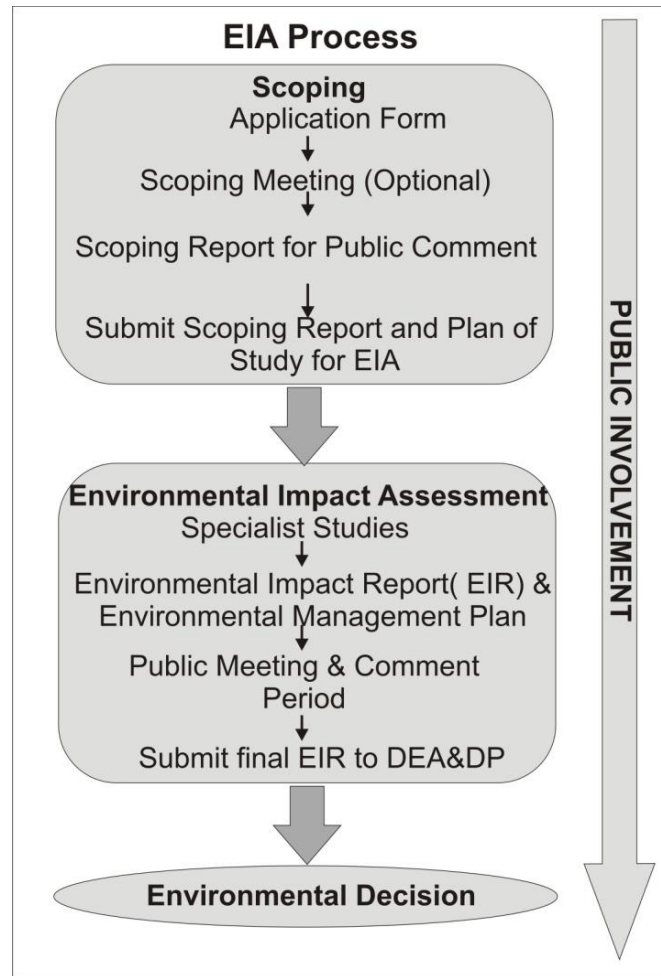 EIA Process
Scoping
Application Form
Scoping Meeting (Optional)
Scoping Report for Public Comment
Submit Scoping Report and Plan of
Study for EIA
Environmental Impact Assessment
Specialist Studies
Environmental Impact Report( EIR) &
Environmental Management Plan
Public Meeting & Comment
Period
Submit final EIR to DEA&DP
Environmental Decision
PUBLIC INVOLVEMENT